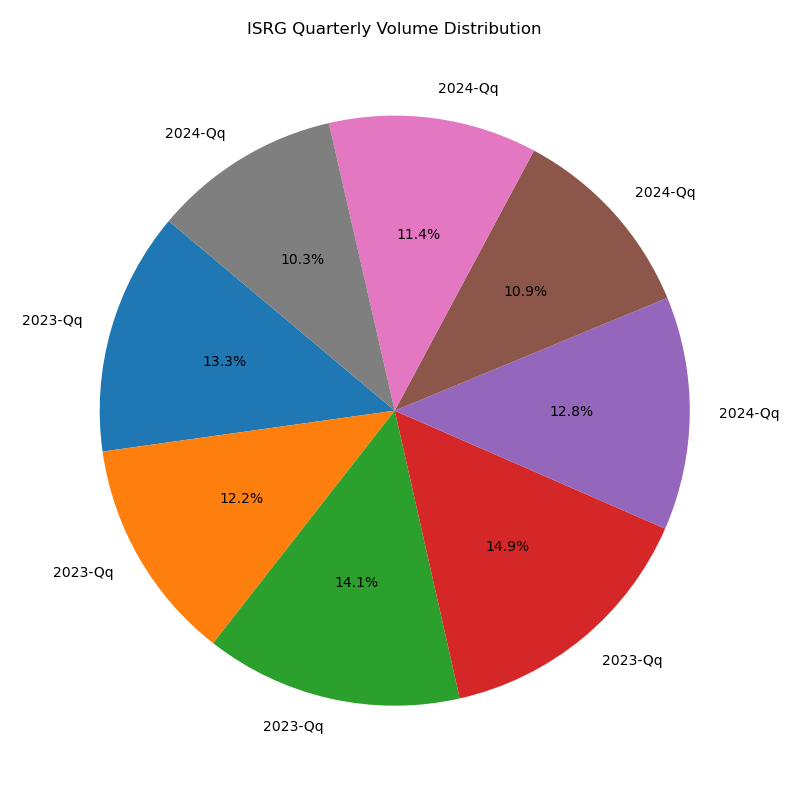 ISRG Quarterly Volume Distribution
2024-Qq
2024-Qq
2024-Qq
11.4%
10.3%
10.9%
2023-Qq
13.3%
12.8%
2024-Qq
12.2%
14.9%
2023-Qq
14.1%
2023-Qq
2023-Qq